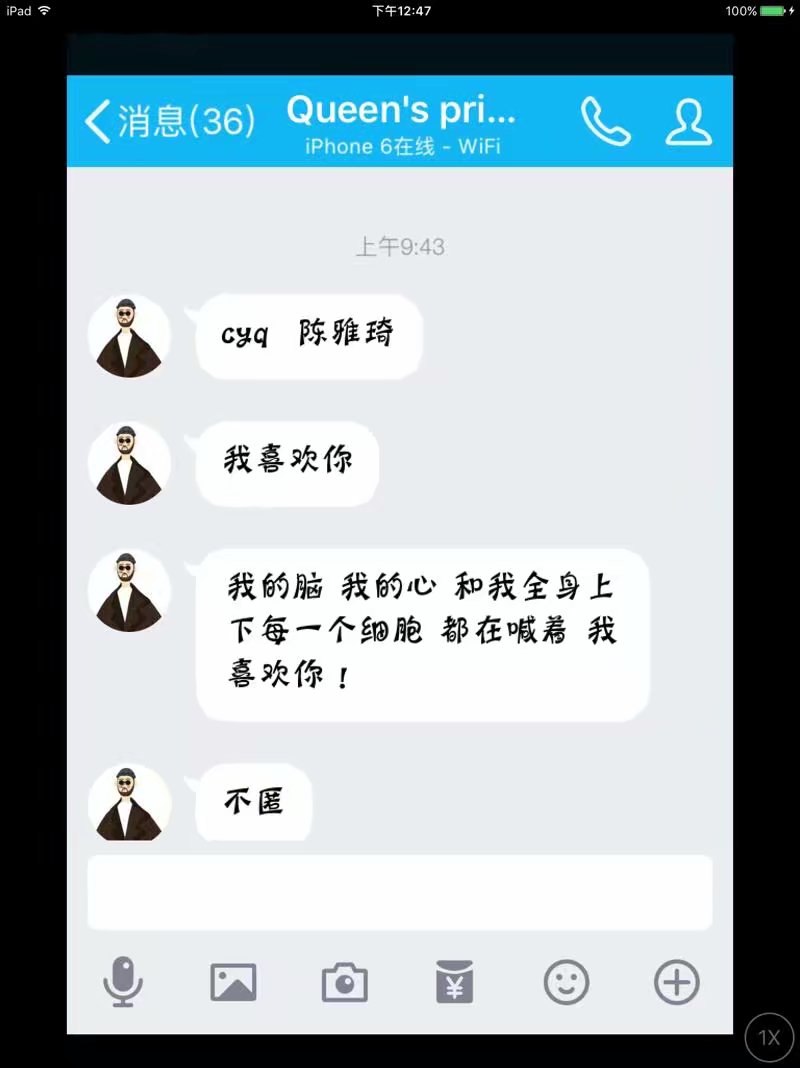 iPad 下午12:47 100%
消息(36) Queen's pri...
iPhone 6在线 - WiFi
上午9:43
cyq 陈雅琦
我喜欢你
我的脑 我的心 和我全身上
下每一个细胞 都在喊着 我
喜欢你！
不匿
1X